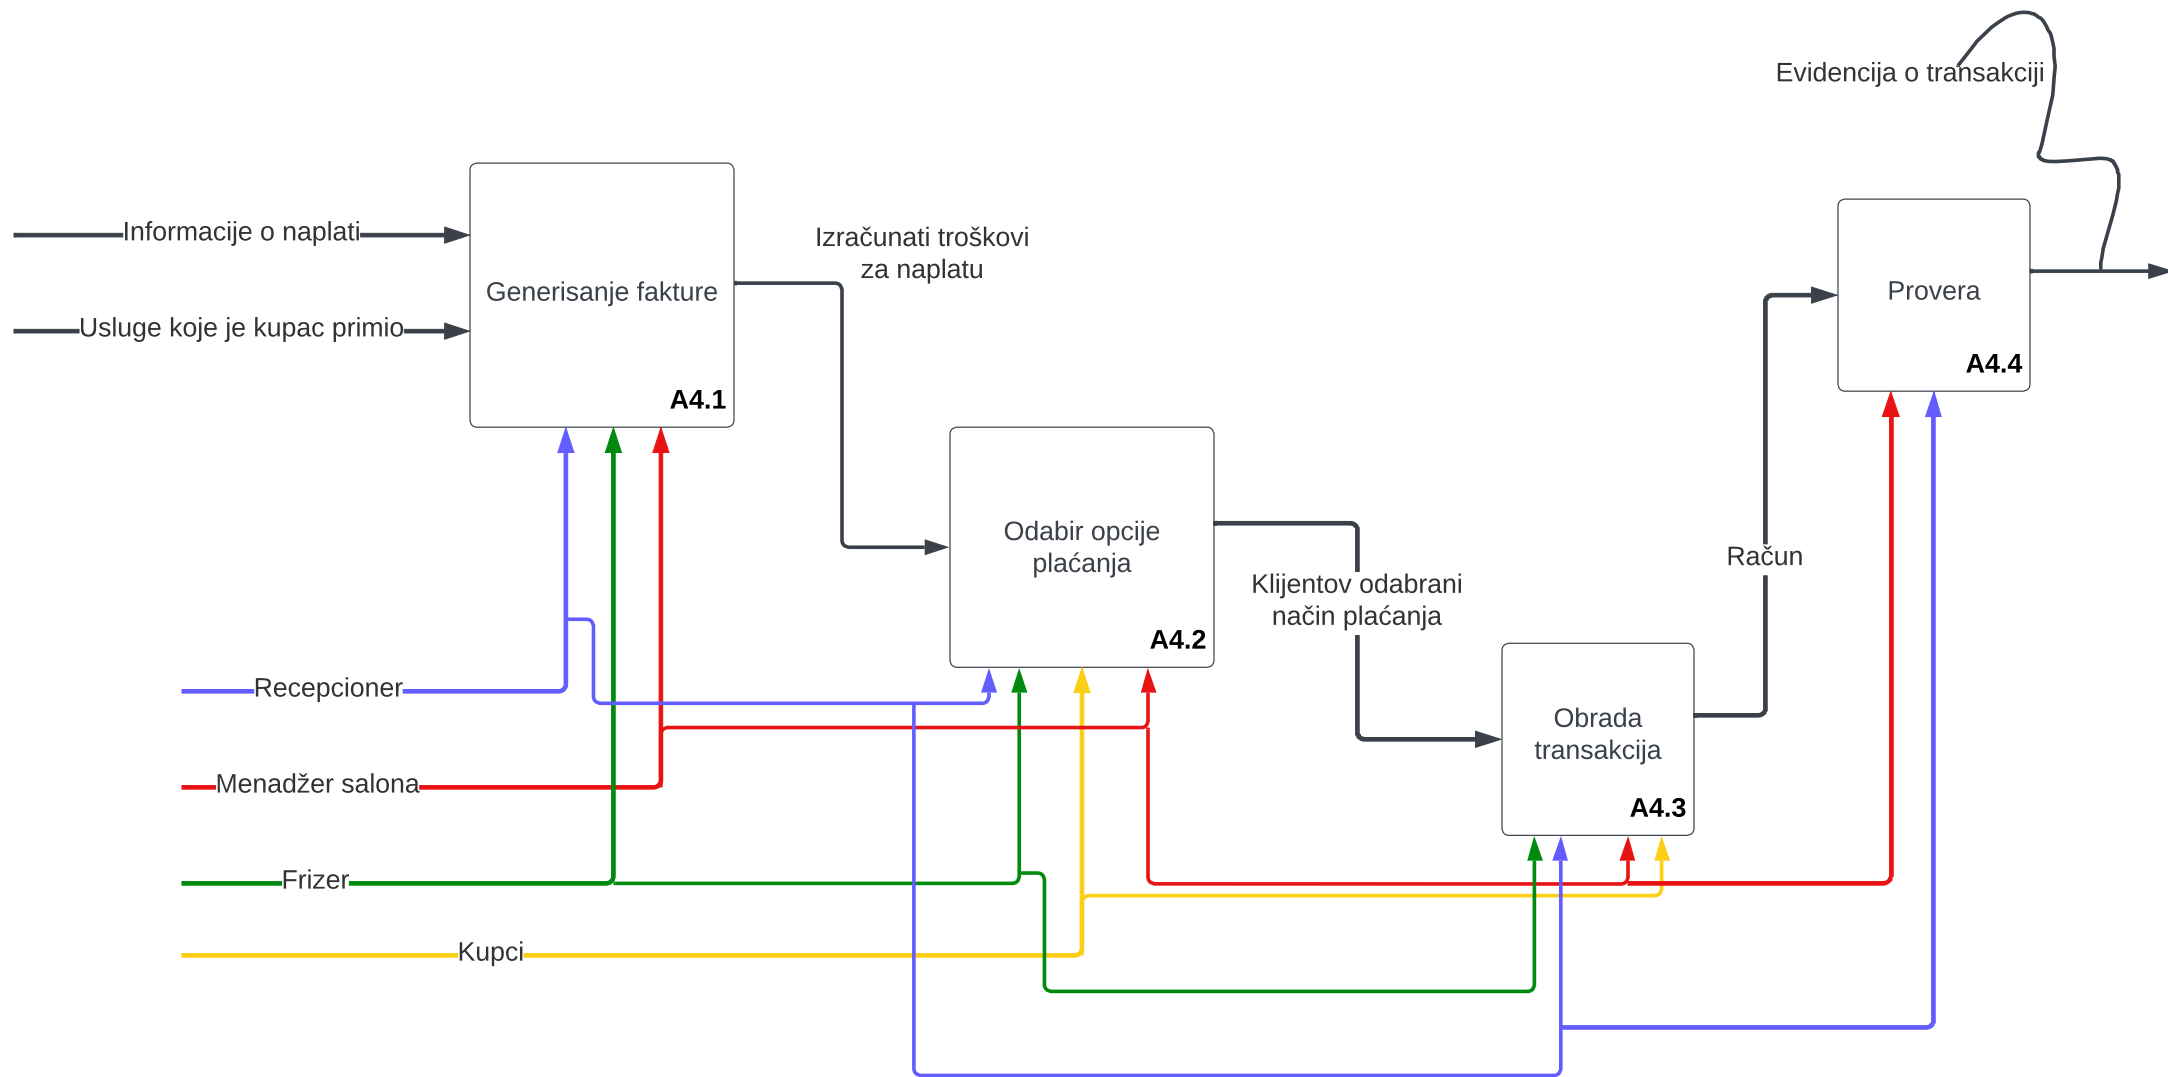 Evidencija o transakciji
Informacije o naplati
Usluge koje je kupac primio
Generisanje fakture
A4.1
Izračunati troškovi
za naplatu
Odabir opcije
plaćanja
A4.2
Klijentov odabrani
način plaćanja
Obrada
transakcija
A4.3
Račun
Provera
A4.4
Recepcioner
Menadžer salona
Frizer
Kupci